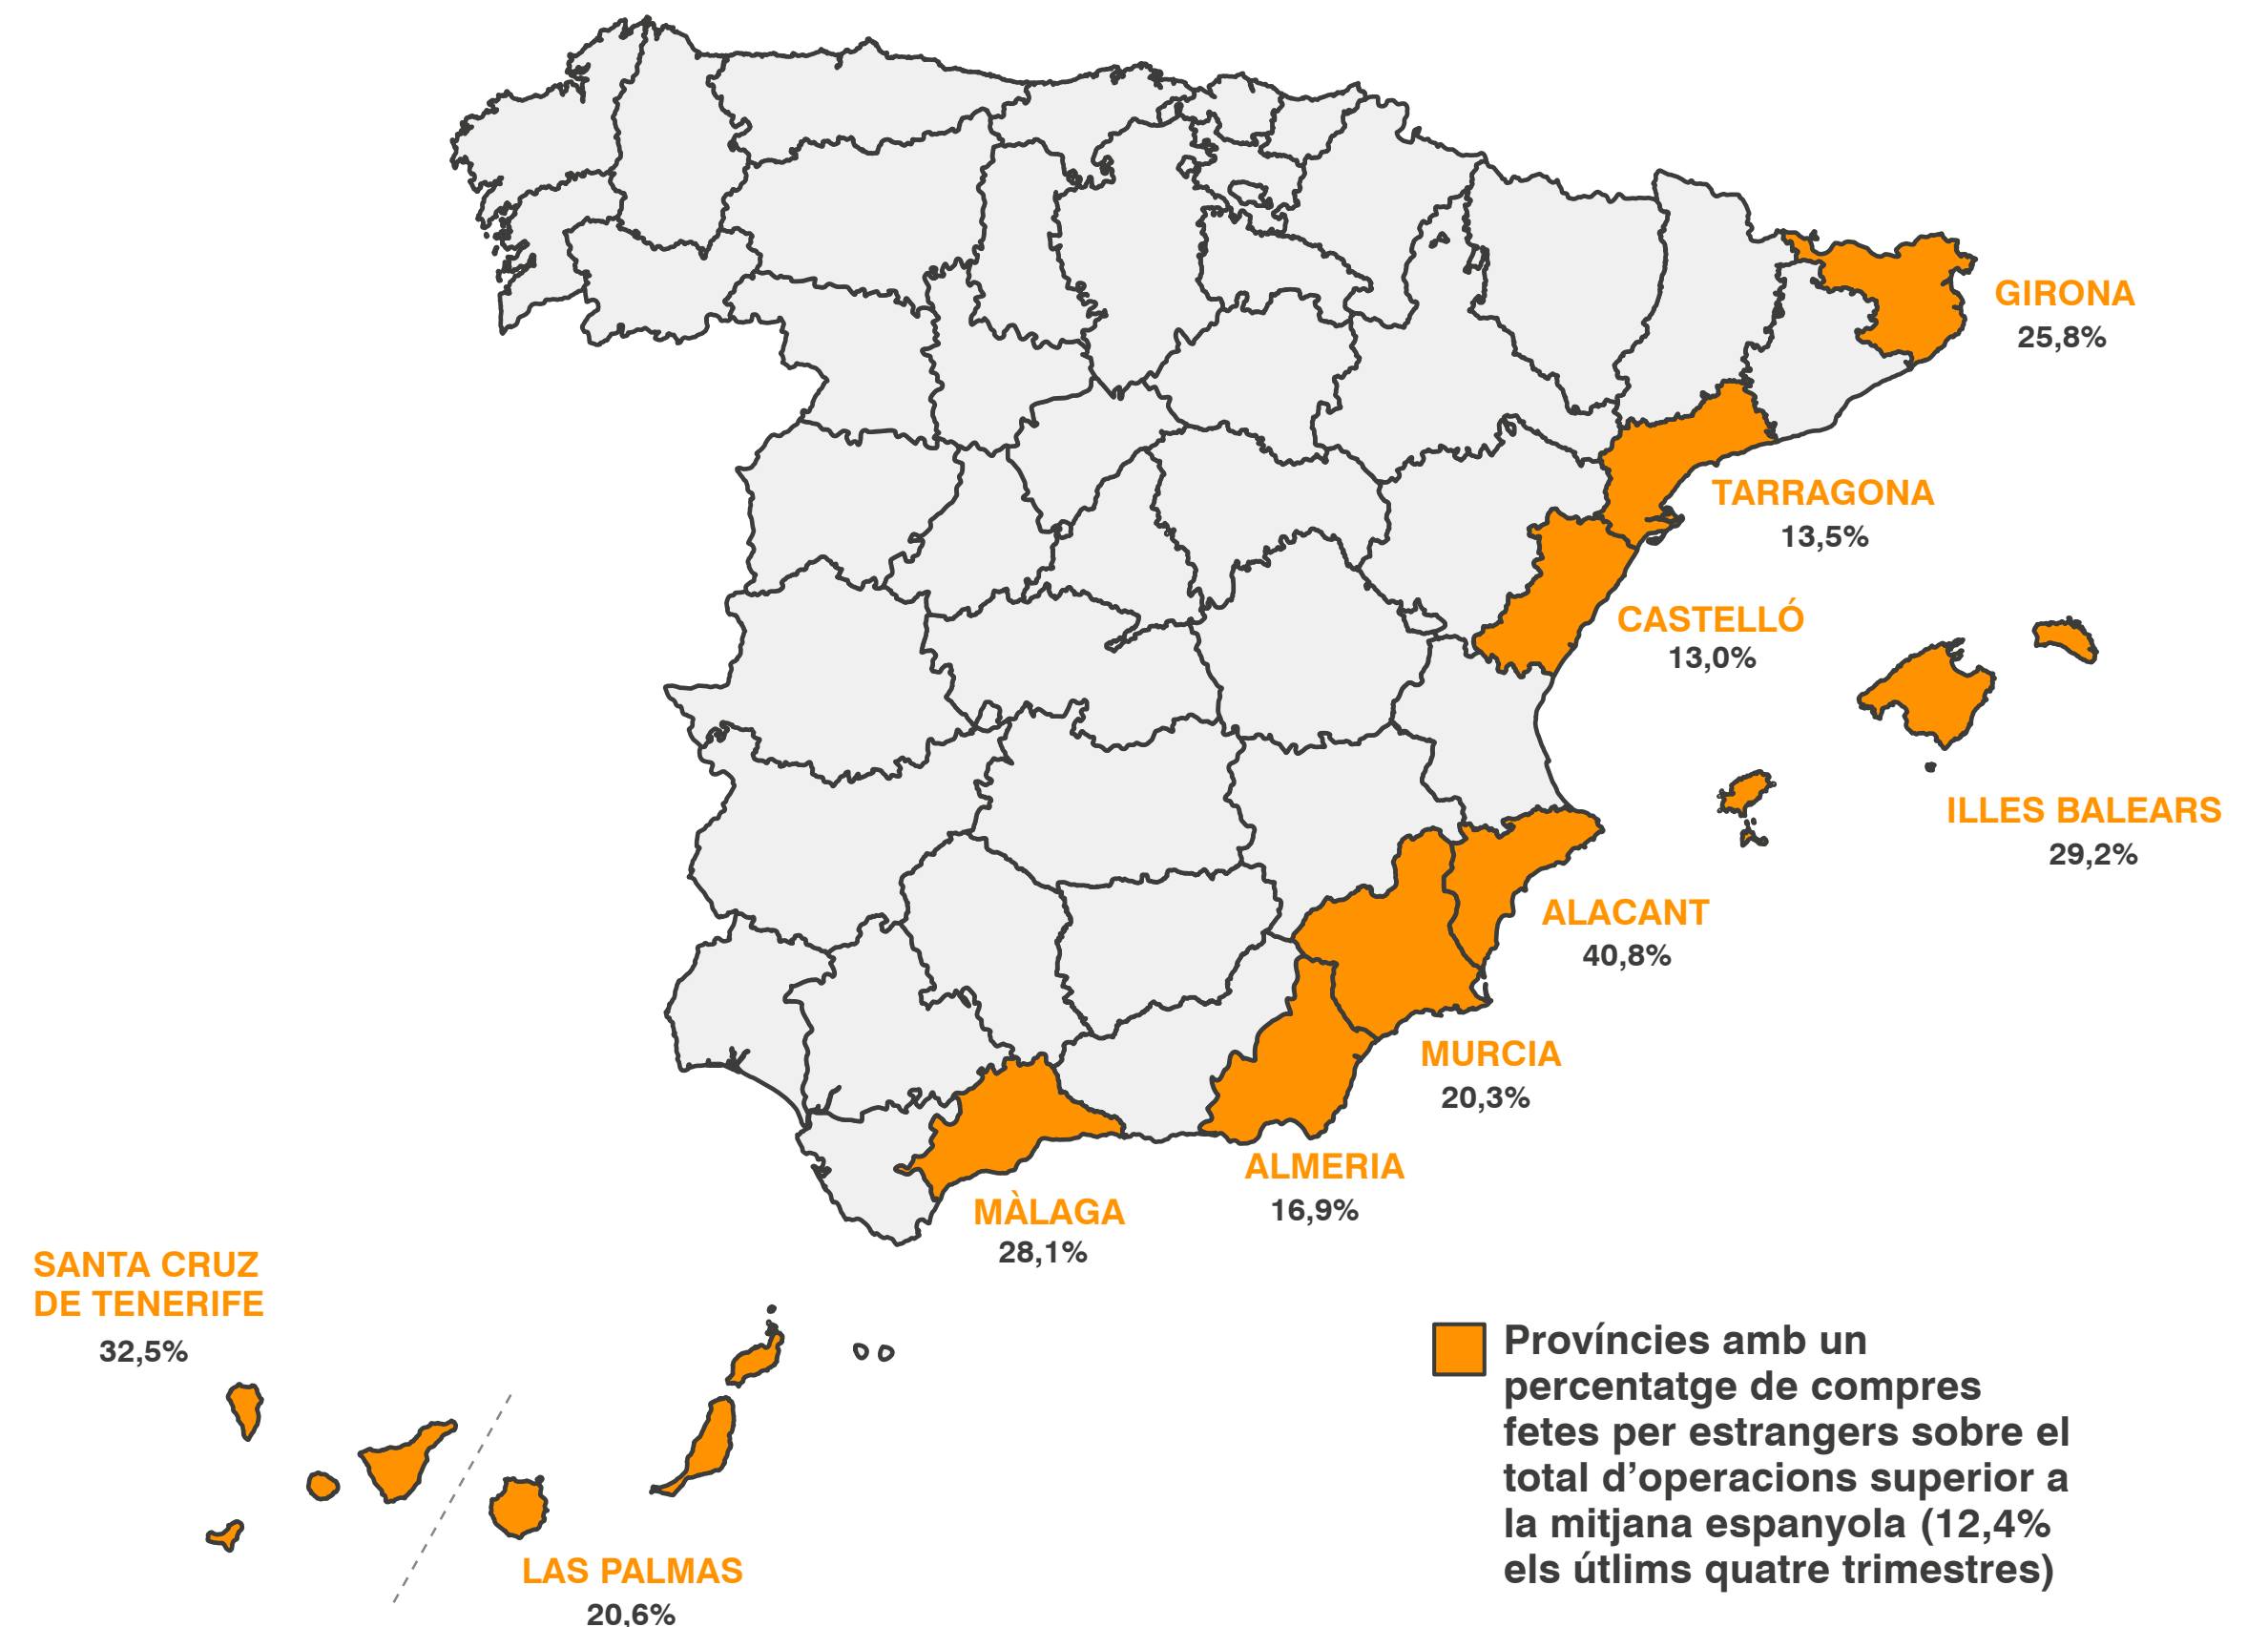 GIRONA
25,8%
TARRAGONA
13,5%
CASTELLÓ
13,0%
ILLES BALEARS
29,2%
ALACANT
40,8%
MURCIA
20,3%
ALMERIA
16,9%
MÀLAGA
28,1%
SANTA CRUZ
DE TENERIFE
32,5%
LAS PALMAS
20,6%
Províncies amb un
percentatge de compres
fetes per estrangers sobre el
total d’operacions superior a
la mitjana espanyola (12,4%
els útlims quatre trimestres)